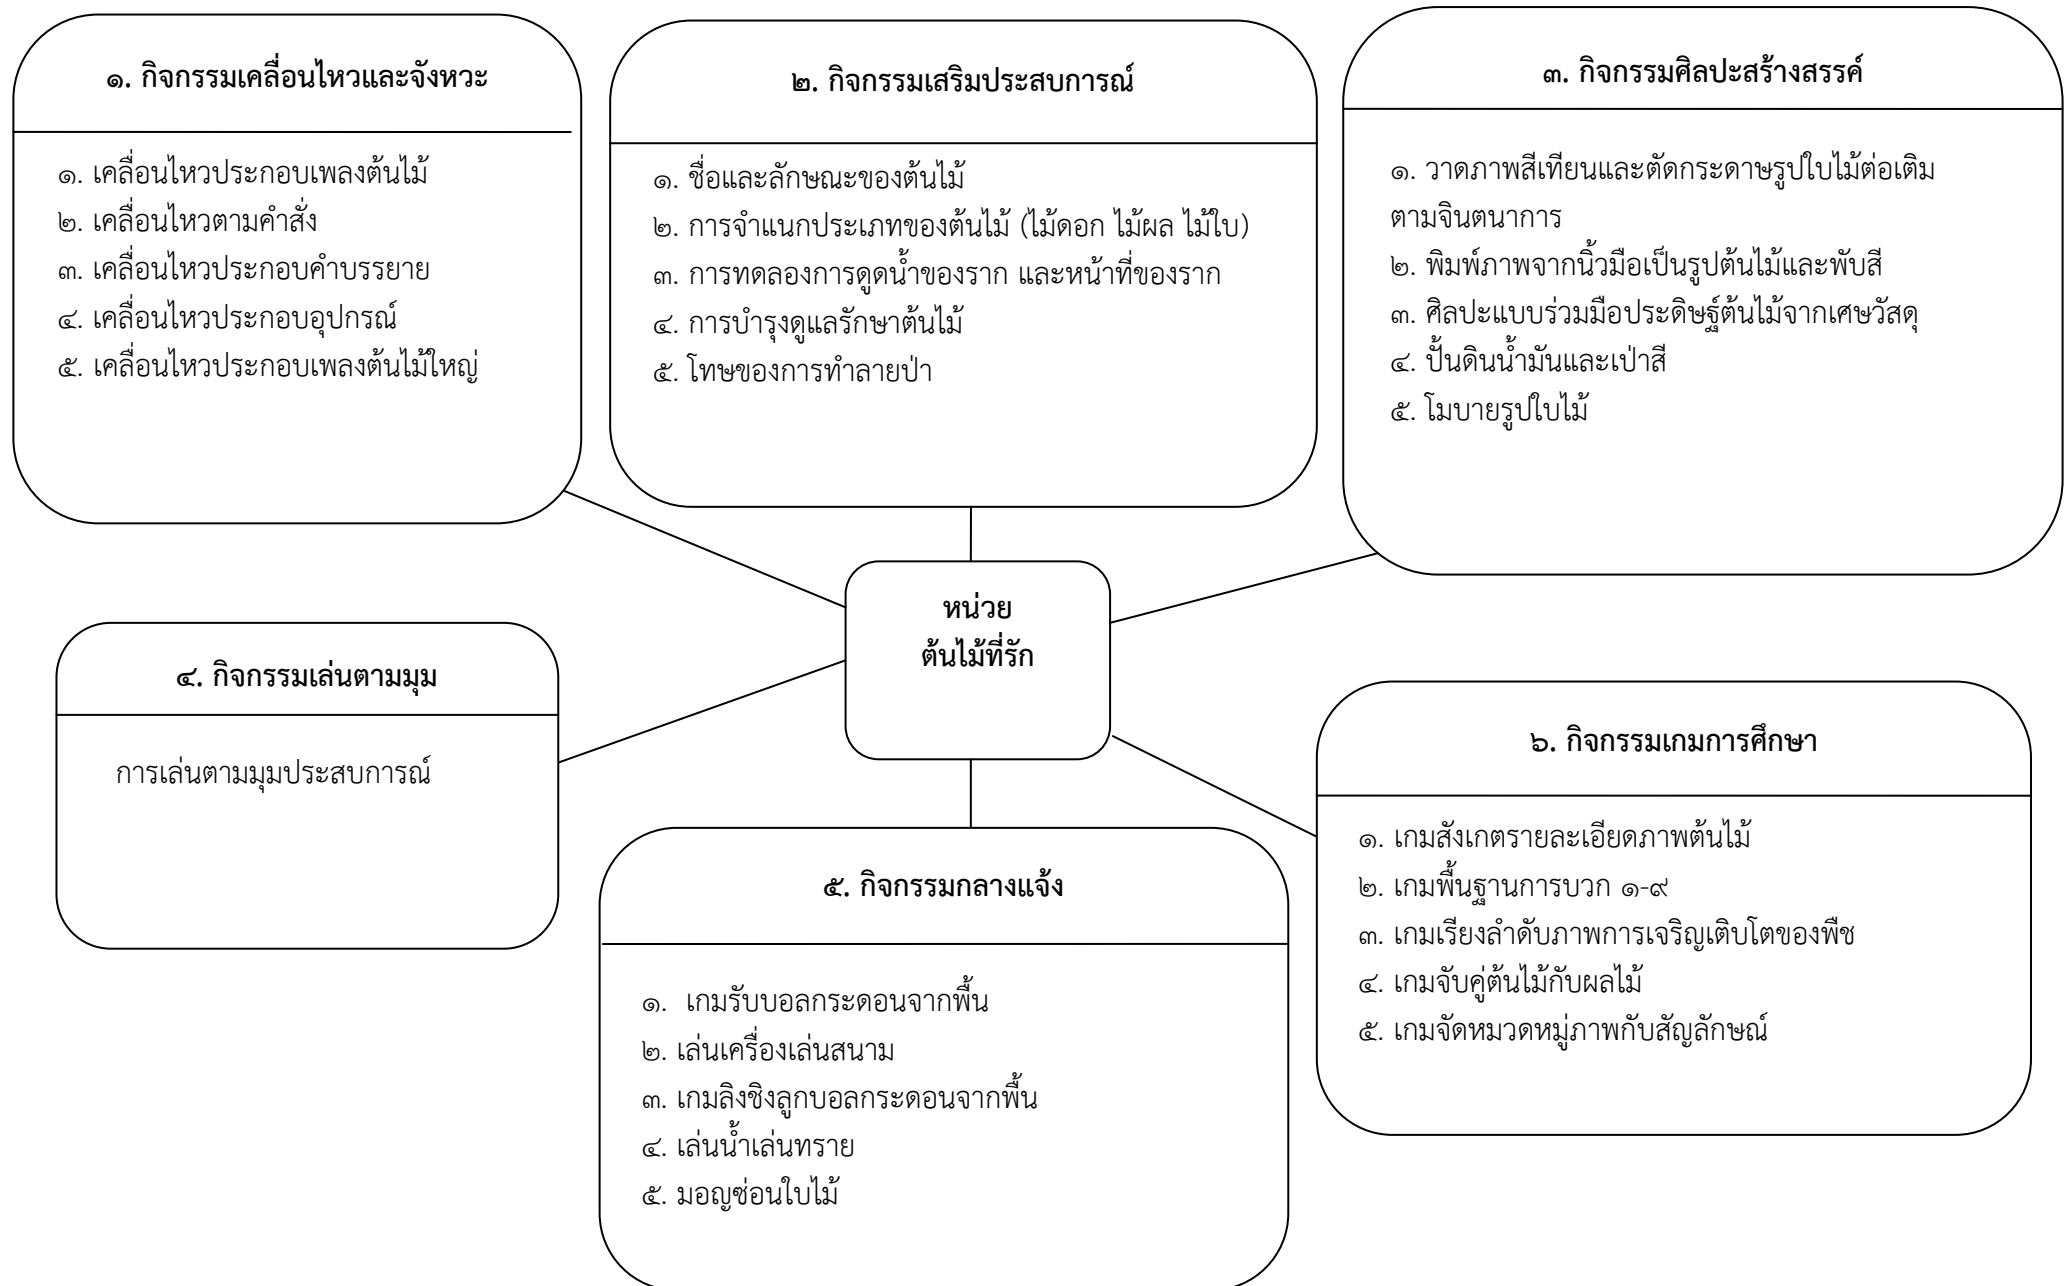 ๑. กิจกรรมเคลื่อนไหวและจังหวะ
๑. เคลื่อนไหวประกอบเพลงต้นไม้
๒. เคลื่อนไหวตามคำสั่ง
๓. เคลื่อนไหวประกอบคำบรรยาย
๔. เคลื่อนไหวประกอบอุปกรณ์
๕. เคลื่อนไหวประกอบเพลงต้นไม้ใหญ่
๒. กิจกรรมเสริมประสบการณ์
๑. ชื่อและลักษณะของต้นไม้
๒. การจำแนกประเภทของต้นไม้ (ไม้ดอก ไม้ผล ไม้ใบ)
๓. การทดลองการดูดน้ำของราก และหน้าที่ของราก
๔. การบำรุงดูแลรักษาต้นไม้
๕. โทษของการทำลายป่า
๓. กิจกรรมศิลปะสร้างสรรค์
๑. วาดภาพสีเทียนและตัดกระดาษรูปใบไม้ต่อเติม
ตามจินตนาการ
๒. พิมพ์ภาพจากนิ้วมือเป็นรูปต้นไม้และพับสี
๓. ศิลปะแบบร่วมมือประดิษฐ์ต้นไม้จากเศษวัสดุ
๔. ปั้นดินน้ำมันและเป่าสี
๕. โมบายรูปใบไม้
หน่วย
ต้นไม้ที่รัก
๔. กิจกรรมเล่นตามมุม
การเล่นตามมุมประสบการณ์
๕. กิจกรรมกลางแจ้ง
๑. เกมรับบอลกระดอนจากพื้น
๒. เล่นเครื่องเล่นสนาม
๓. เกมลิงชิงลูกบอลกระดอนจากพื้น
๔. เล่นน้ำเล่นทราย
๕. มอญซ่อนใบไม้
๖. กิจกรรมเกมการศึกษา
๑. เกมสังเกตรายละเอียดภาพต้นไม้
๒. เกมพื้นฐานการบวก ๑-๙
๓. เกมเรียงลำดับภาพการเจริญเติบโตของพืช
๔. เกมจับคู่ต้นไม้กับผลไม้
๕. เกมจัดหมวดหมู่ภาพกับสัญลักษณ์